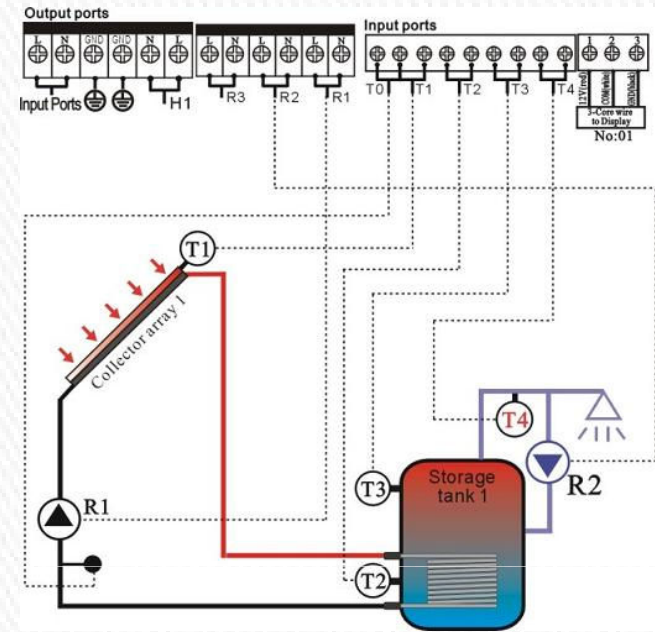 Output ports
Input ports
L N GND GND N L
L N L N L N
1 2 3
Input Ports
H1
R3 R2 R1
T0 T1 T2 T3 T4
12V(red)
COM(white)
GND(black)
3-Core wire
to Display
No:01
T1
Collector array 1
T4
Storage
tank 1
R2
T3
R1
T2